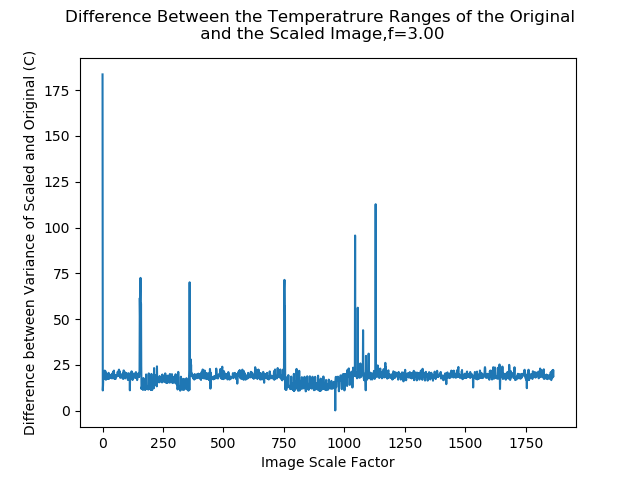 Difference Between the Temperatrure Ranges of the Original
and the Scaled Image,f=3.00
Difference between Variance of Scaled and Original (C)
175
150
125
100
75
50
25
0
0 250 500 750 1000 1250 1500 1750
Image Scale Factor